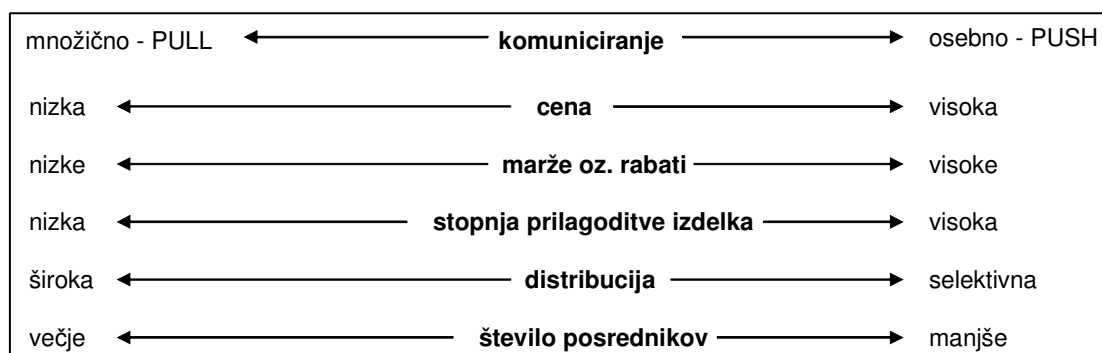 množično - PULL komuniciranje osebno - PUSH
nizka cena visoka
nizke marže oz. rabati visoke
nizka stopnja prilagoditve izdelka visoka
široka distribucija selektivna
večje število posrednikov manjše